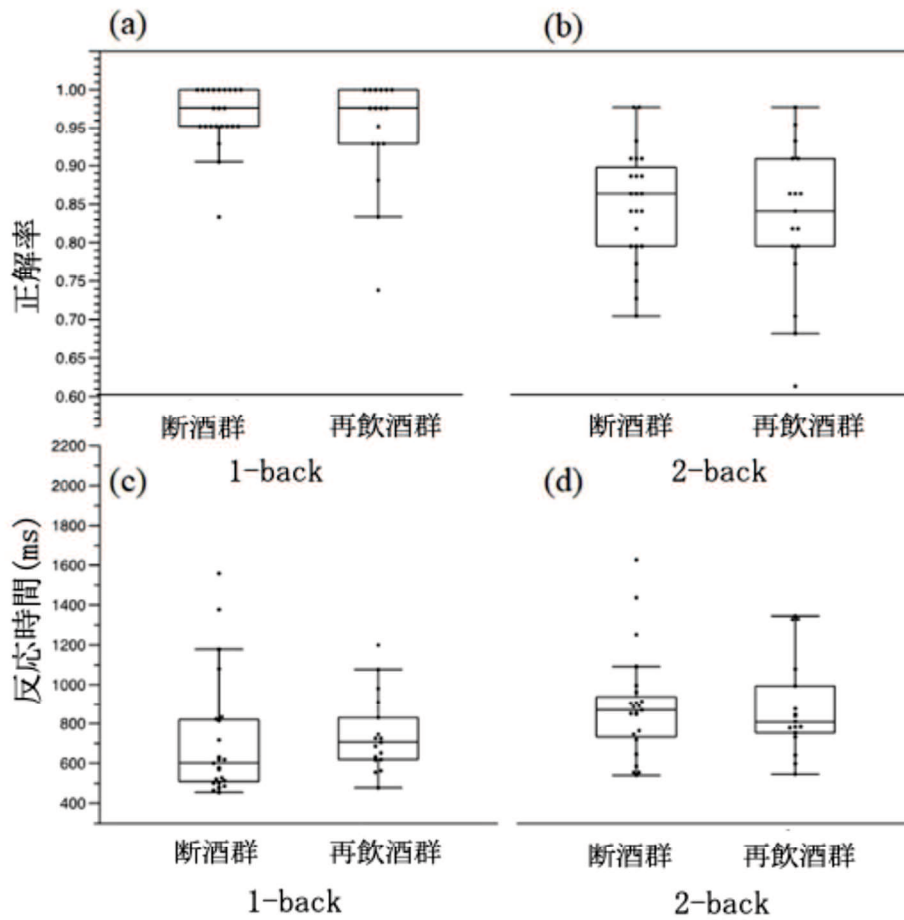 (a)
(b)
正解率
1.00
0.95
0.90
0.85
0.80
0.75
0.70
0.65
0.60
断酒群 再飲酒群
1-back
断酒群 再飲酒群
2-back
(c)
(d)
反応時間(ms)
2200
2000
1800
1600
1400
1200
1000
800
600
400
断酒群 再飲酒群
1-back
断酒群 再飲酒群
2-back